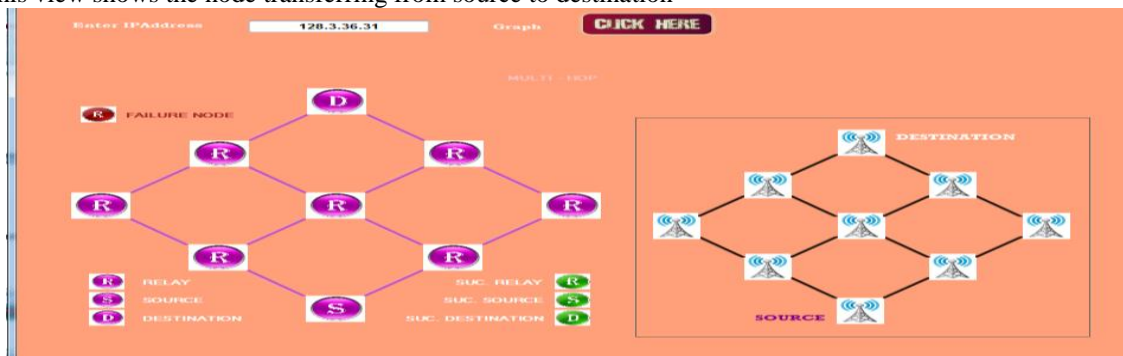 his view shows the node transferring from source to destination
Enter IPAddress 128.3.36.31 Graph CLICK HERE
MULTI - HOP
D
R FAILURE NODE
R R
R R R
R R
R RELAY SUC. RELAY R
S SOURCE SUC. SOURCE S
D DESTINATION SUC. DESTINATION D
S
DESTINATION
SOURCE